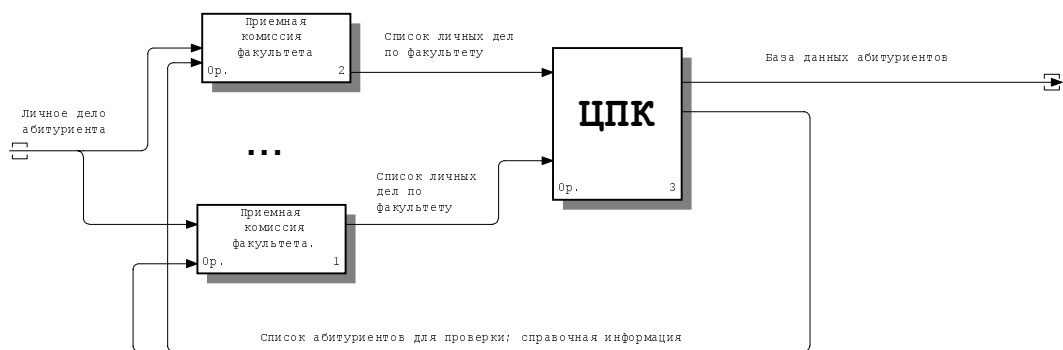 Приемная
комиссия
факультета
0р.
2
Список личных дел
по факультету
База данных абитуриентов
ЦПК
0р.
3
Личное дело
абитуриента
...
Список личных
дел по
факультету
Приемная
комиссия
факультета.
0р.
1
Список абитуриентов для проверки; справочная информация